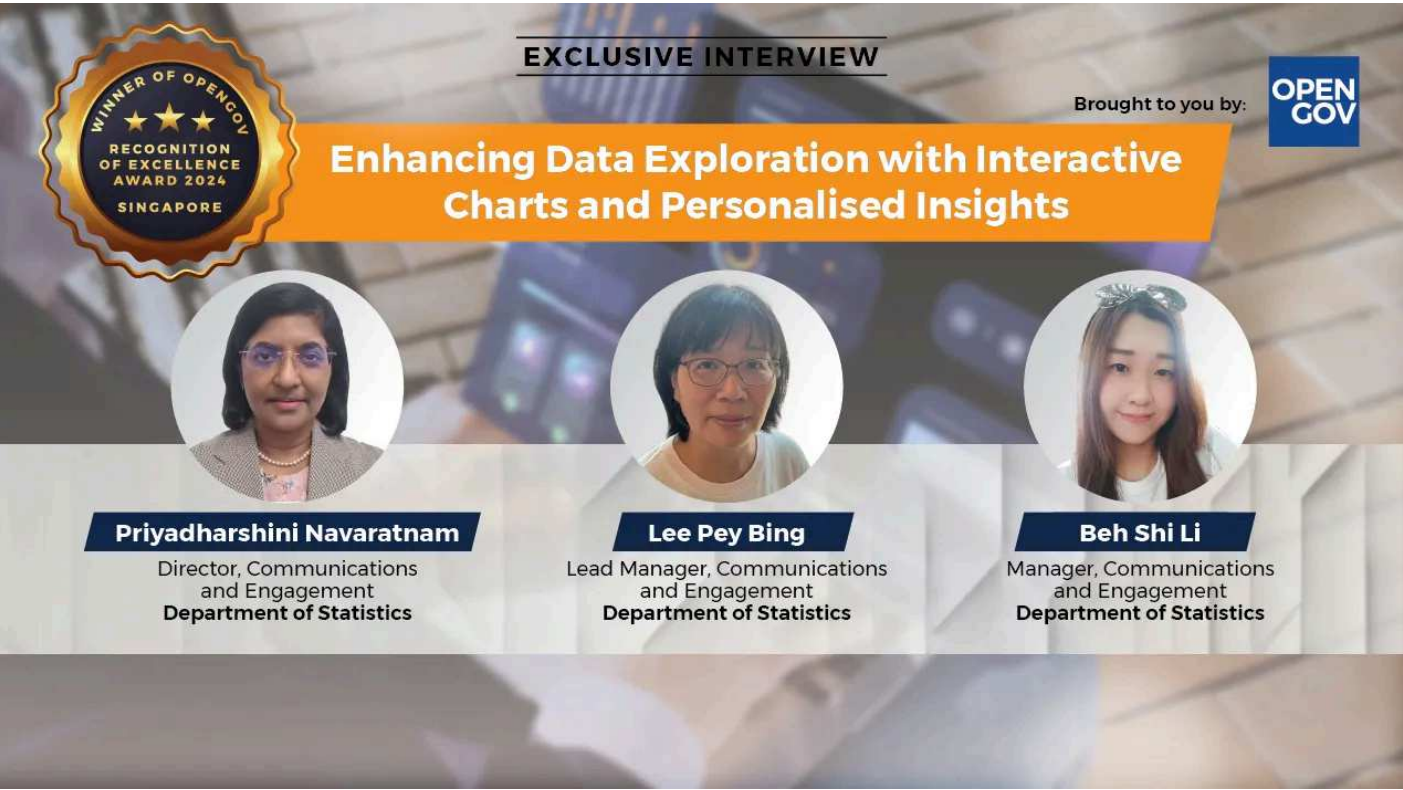 EXCLUSIVE INTERVIEW
WINNER OF OPENGOV
RECOGNITION
OF EXCELLENCE
AWARD 2024
SINGAPORE
Brought to you by:
OPEN
GOV
Enhancing Data Exploration with Interactive
Charts and Personalised Insights
Priyadharshini Navaratnam
Director, Communications
and Engagement
Department of Statistics
Lee Pey Bing
Lead Manager, Communications
and Engagement
Department of Statistics
Beh Shi Li
Manager, Communications
and Engagement
Department of Statistics